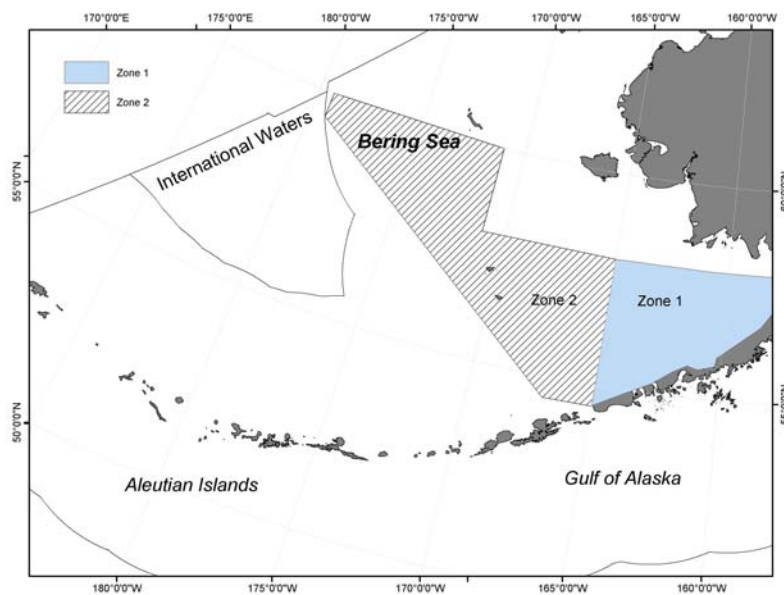 170°0'0"E 180°0'0" 180°0'0"W 175°0'0"W 170°0'0"W 165°0'0"W 160°0'0"W
Zone 1
Zone 2
International Waters
Bering Sea
55°0'0"N
Zone 2
Zone 1
50°0'0"N
Aleutian Islands
Gulf of Alaska
180°0'0"W 175°0'0"W 170°0'0"W 165°0'0"W 160°0'0"W